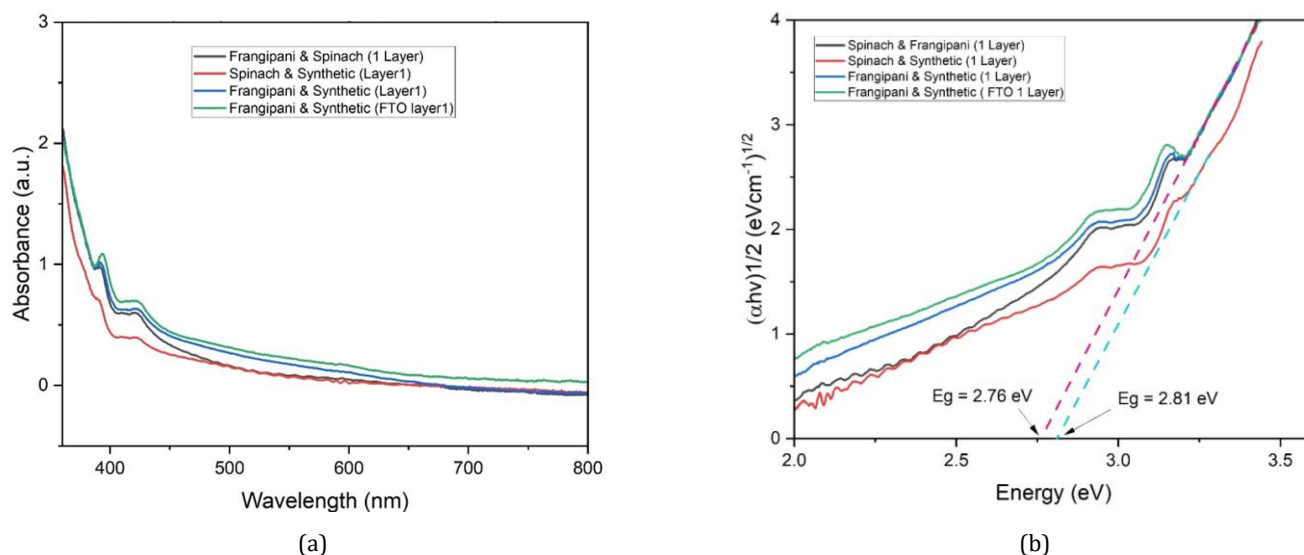 3
2
1
0
Absorbance (a.u.)
Frangipani & Spinach (1 Layer)
Spinach & Synthetic (Layer1)
Frangipani & Synthetic (Layer1)
Frangipani & Synthetic (FTO layer1)
400
500
600
700
800
Wavelength (nm)
(a)
4
3
2
1
0
(αhv)1/2 (eVcm⁻¹)¹/²
Spinach & Frangipani (1 Layer)
Spinach & Synthetic (1 Layer)
Frangipani & Synthetic (1 Layer)
Frangipani & Synthetic ( FTO 1 Layer)
Eg = 2.76 eV
Eg = 2.81 eV
2.0
2.5
3.0
3.5
Energy (eV)
(b)